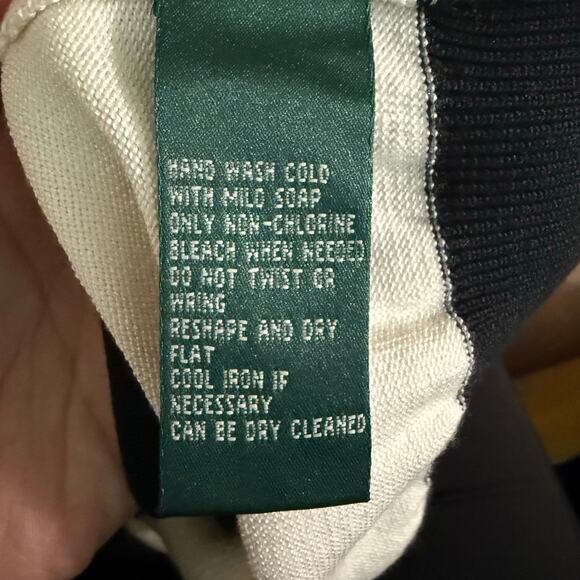 HAND WASH COLD
WITH MILD SOAP
ONLY NON-CHLORINE
BLEACH WHEN NEEDED
DO NOT TWIST OR
WRING
RESHAPE AND DRY
FLAT
COOL IRON IF
NECESSARY
CAN BE DRY CLEANED